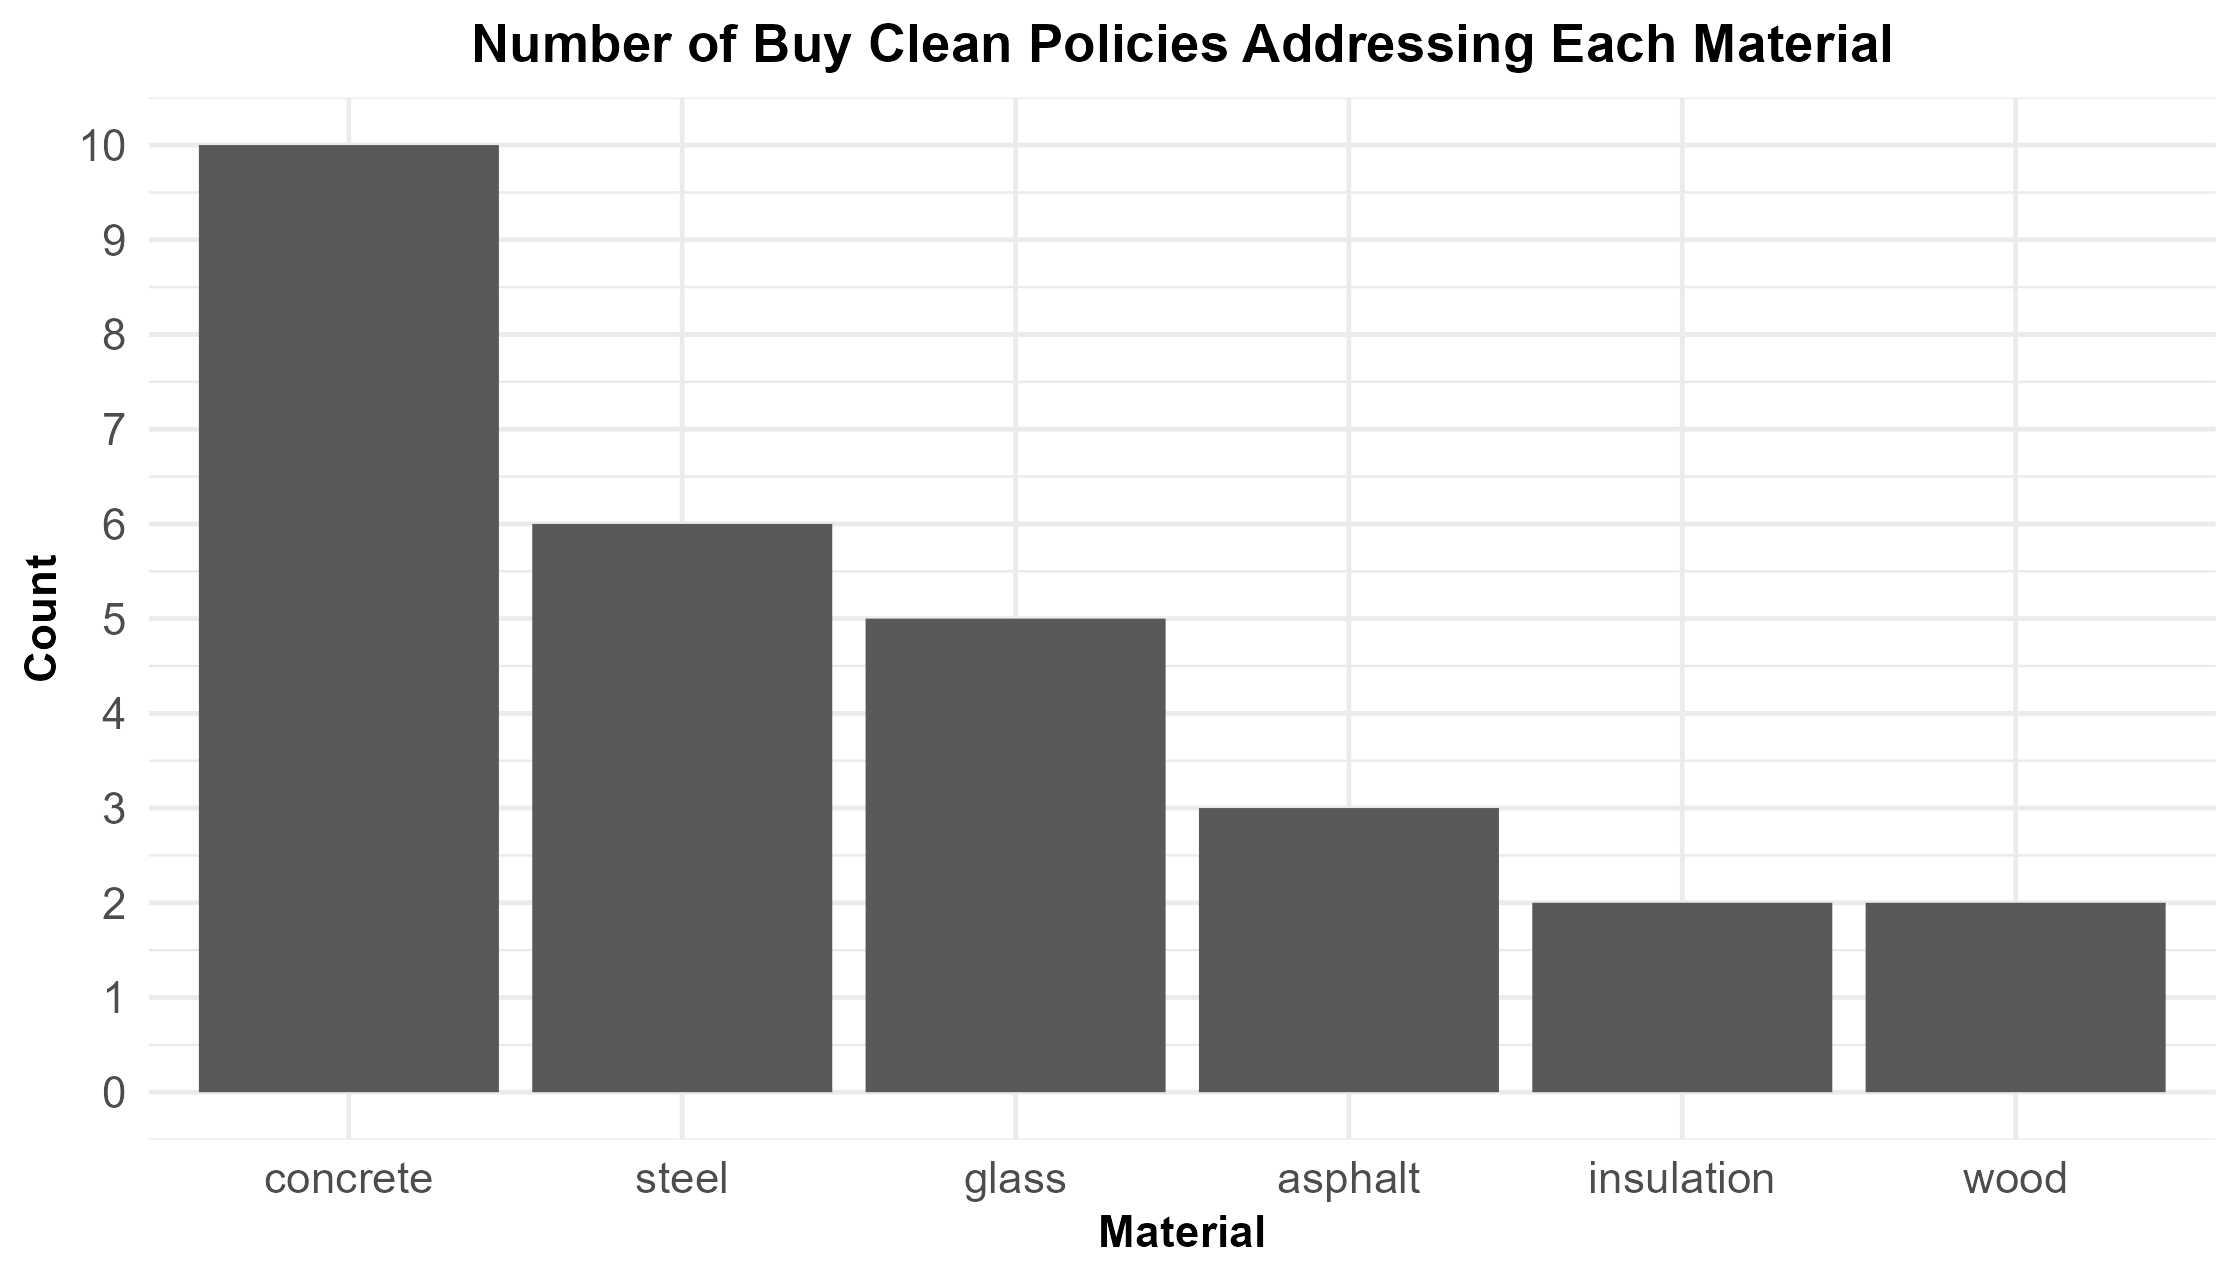 Number of Buy Clean Policies Addressing Each Material
10
9
8
7
6
5
4
3
2
1
0
Count
concrete steel glass asphalt insulation wood
Material